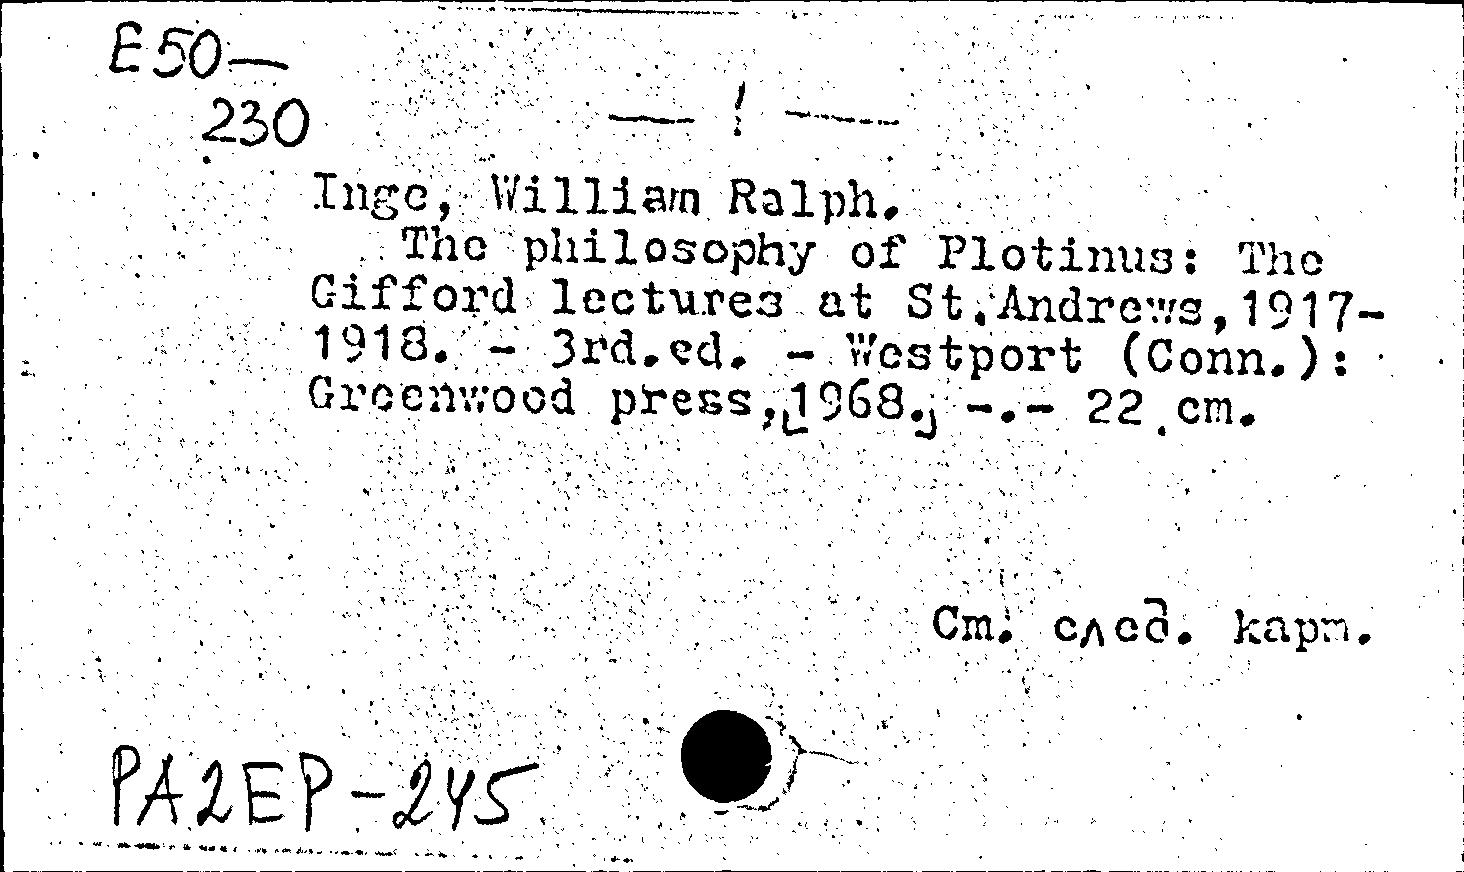 E50—
230
— ! —
Inge, William Ralph.
The philosophy of Plotinus: The
Gifford lectures at St.Andrews,1917-
1918. - 3rd.ed. - Westport (Conn.):
Greenwood press,[1968.] -.- 22 cm.
См. след. карт.
PA2EP-245